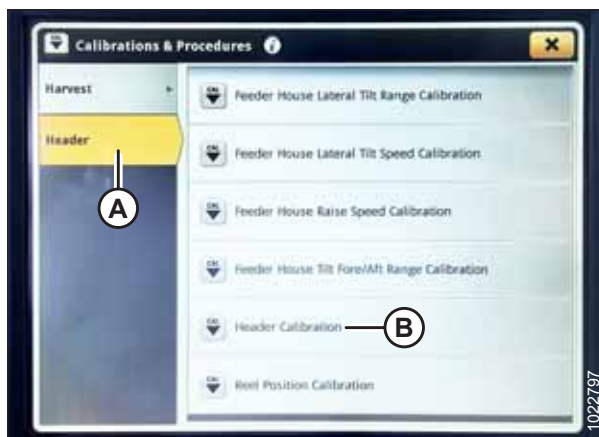 Calibrations & Procedures i
Harvest
Header
Feeder House Lateral Tilt Range Calibration
Feeder House Lateral Tilt Speed Calibration
Feeder House Raise Speed Calibration
Feeder House Tilt Fore/Aft Range Calibration
Header Calibration
Reel Position Calibration
A
B
1022797